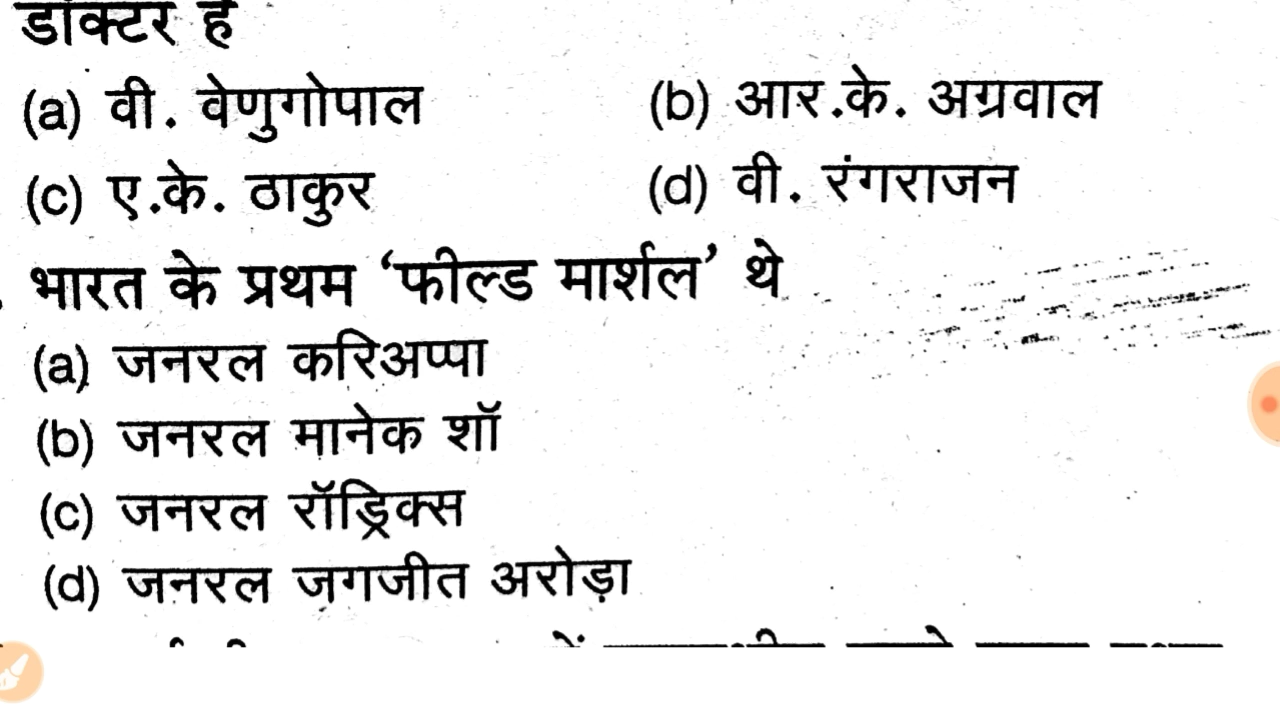 डाक्टर हैं
(a) वी. वेणुगोपाल (b) आर.के. अग्रवाल
(c) ए.के. ठाकुर (d) वी. रंगराजन
भारत के प्रथम ‘फील्ड मार्शल’ थे
(a) जनरल करिअप्पा
(b) जनरल मानेक शॉ
(c) जनरल रॉड्रिक्स
(d) जनरल जगजीत अरोड़ा